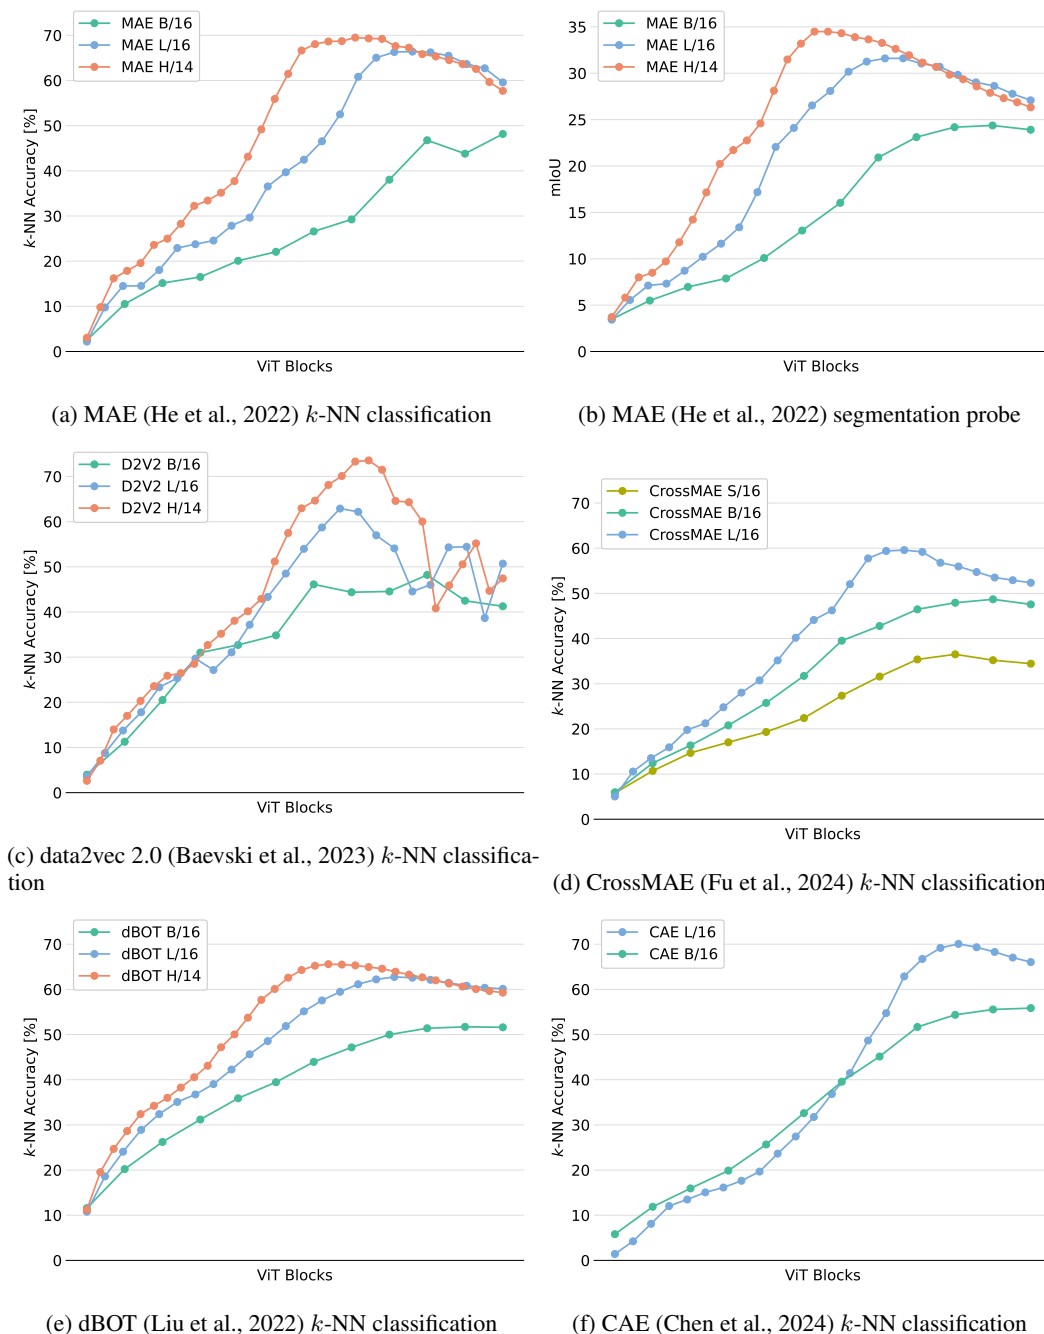 MAE B/16
MAE L/16
MAE H/14
70
60
50
40
30
20
10
0
k-NN Accuracy [%]
ViT Blocks
(a) MAE (He et al., 2022) k-NN classification
MAE B/16
MAE L/16
MAE H/14
35
30
25
20
15
10
5
0
mIoU
ViT Blocks
(b) MAE (He et al., 2022) segmentation probe
D2V2 B/16
D2V2 L/16
D2V2 H/14
70
60
50
40
30
20
10
0
k-NN Accuracy [%]
ViT Blocks
(c) data2vec 2.0 (Baevski et al., 2023) k-NN classifica-
tion
CrossMAE S/16
CrossMAE B/16
CrossMAE L/16
70
60
50
40
30
20
10
0
k-NN Accuracy [%]
ViT Blocks
(d) CrossMAE (Fu et al., 2024) k-NN classification
dBOT B/16
dBOT L/16
dBOT H/14
70
60
50
40
30
20
10
0
k-NN Accuracy [%]
ViT Blocks
(e) dBOT (Liu et al., 2022) k-NN classification
CAE L/16
CAE B/16
70
60
50
40
30
20
10
0
k-NN Accuracy [%]
ViT Blocks
(f) CAE (Chen et al., 2024) k-NN classification